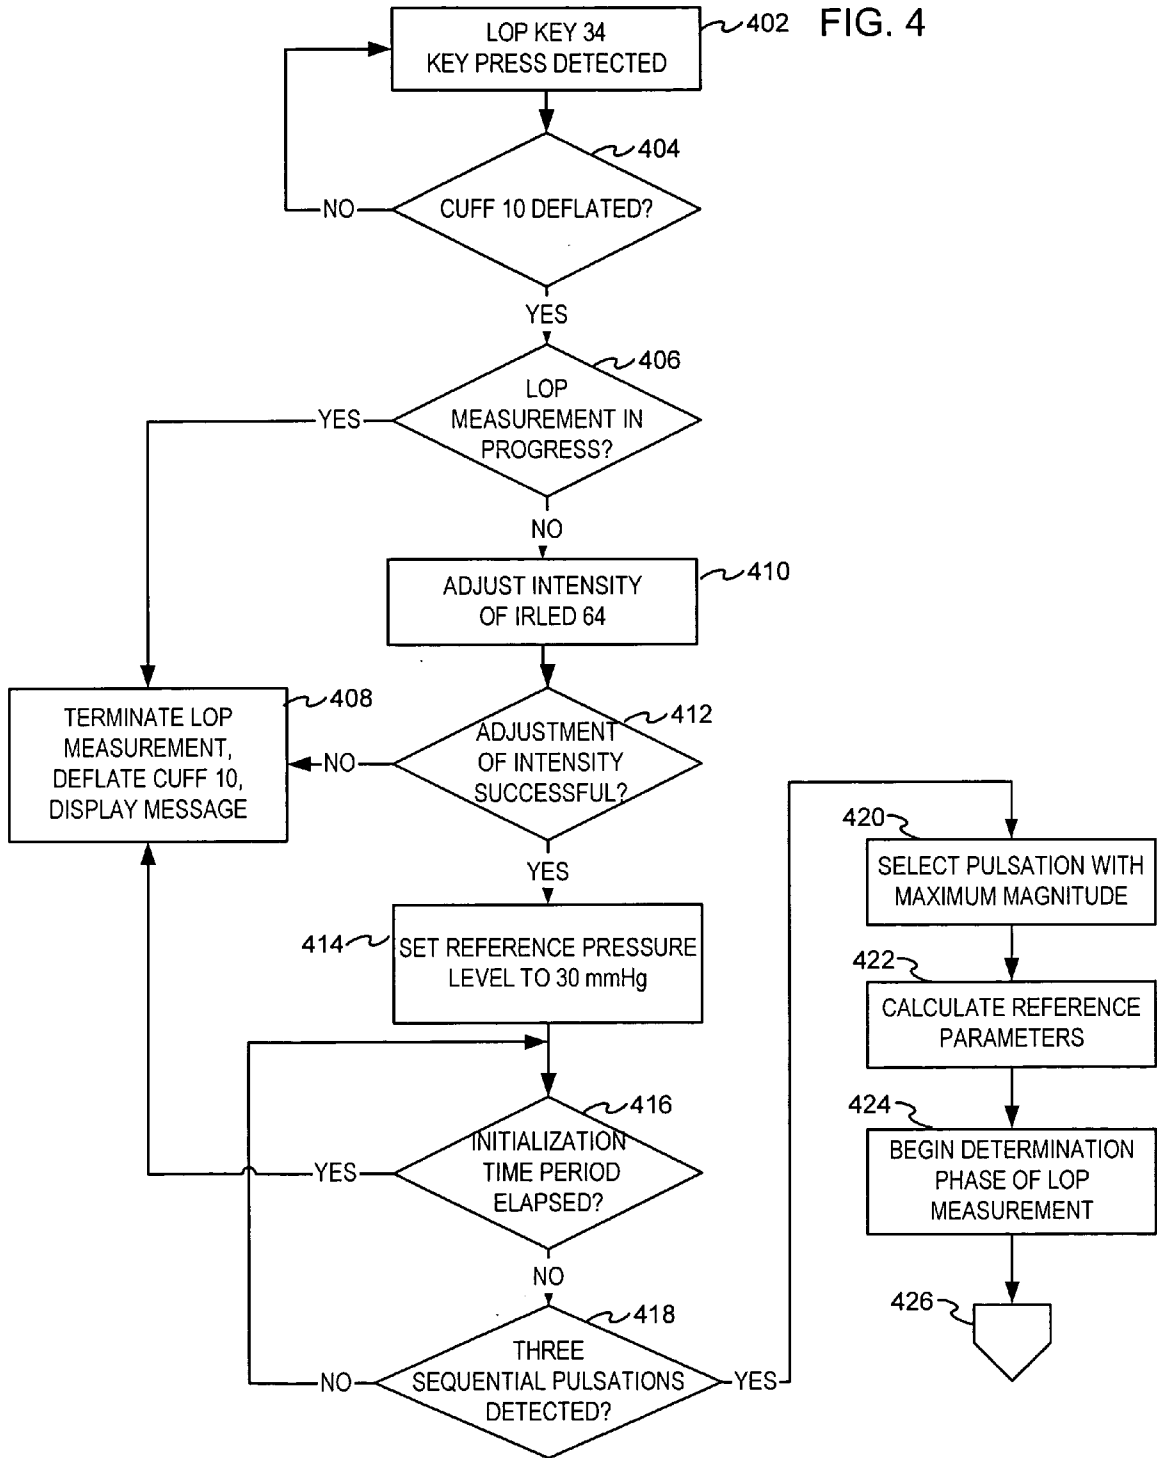 FIG. 4
402
LOP KEY 34
KEY PRESS DETECTED
404
CUFF 10 DEFLATED?
NO
YES
406
LOP
MEASUREMENT IN
PROGRESS?
YES
NO
410
ADJUST INTENSITY
OF IRLED 64
408
TERMINATE LOP
MEASUREMENT,
DEFLATE CUFF 10,
DISPLAY MESSAGE
412
ADJUSTMENT
OF INTENSITY
SUCCESSFUL?
NO
YES
414
SET REFERENCE PRESSURE
LEVEL TO 30 mmHg
416
INITIALIZATION
TIME PERIOD
ELAPSED?
YES
NO
418
THREE
SEQUENTIAL PULSATIONS
DETECTED?
NO
YES
420
SELECT PULSATION WITH
MAXIMUM MAGNITUDE
422
CALCULATE REFERENCE
PARAMETERS
424
BEGIN DETERMINATION
PHASE OF LOP
MEASUREMENT
426